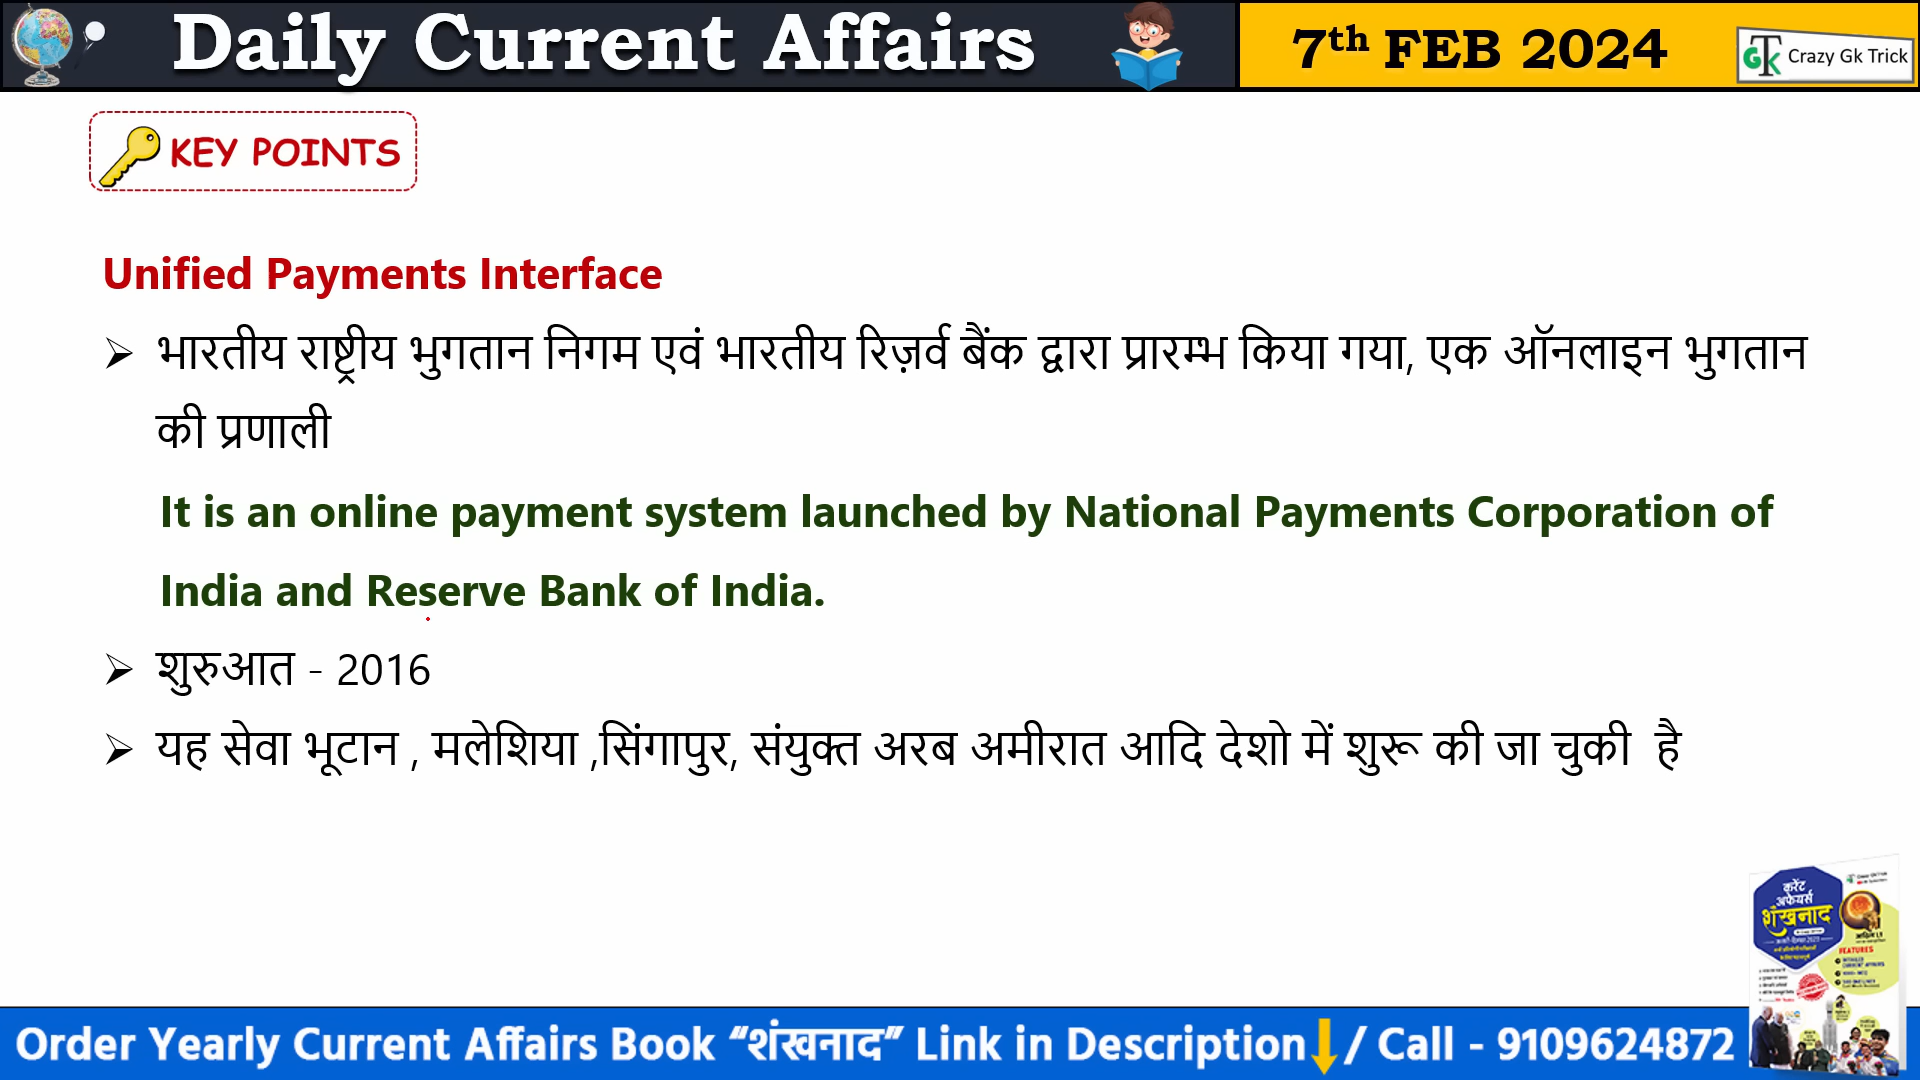 Daily Current Affairs
7th FEB 2024
GTK Crazy Gk Trick
KEY POINTS
Unified Payments Interface
➢ भारतीय राष्ट्रीय भुगतान निगम एवं भारतीय रिज़र्व बैंक द्वारा प्रारम्भ किया गया, एक ऑनलाइन भुगतान
की प्रणाली
It is an online payment system launched by National Payments Corporation of
India and Reserve Bank of India.
➢ शुरुआत - 2016
➢ यह सेवा भूटान , मलेशिया ,सिंगापुर, संयुक्त अरब अमीरात आदि देशो में शुरू की जा चुकी  है
करेंट
अफेयर्स
शंखनाद
FEATURES
Order Yearly Current Affairs Book “शंखनाद” Link in Description / Call - 9109624872